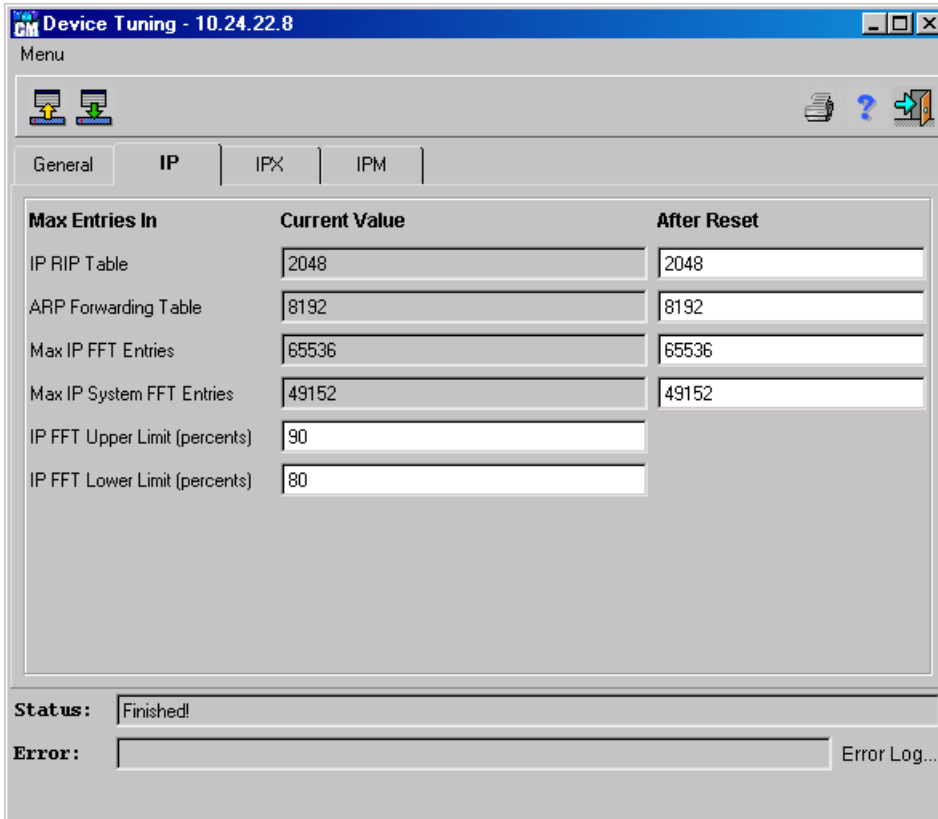 CM Device Tuning - 10.24.22.8
Menu
?
General IP IPX IPM
Max Entries In Current Value After Reset
IP RIP Table 2048 2048
ARP Forwarding Table 8192 8192
Max IP FFT Entries 65536 65536
Max IP System FFT Entries 49152 49152
IP FFT Upper Limit (percents) 90
IP FFT Lower Limit (percents) 80
Status: Finished!
Error: Error Log...